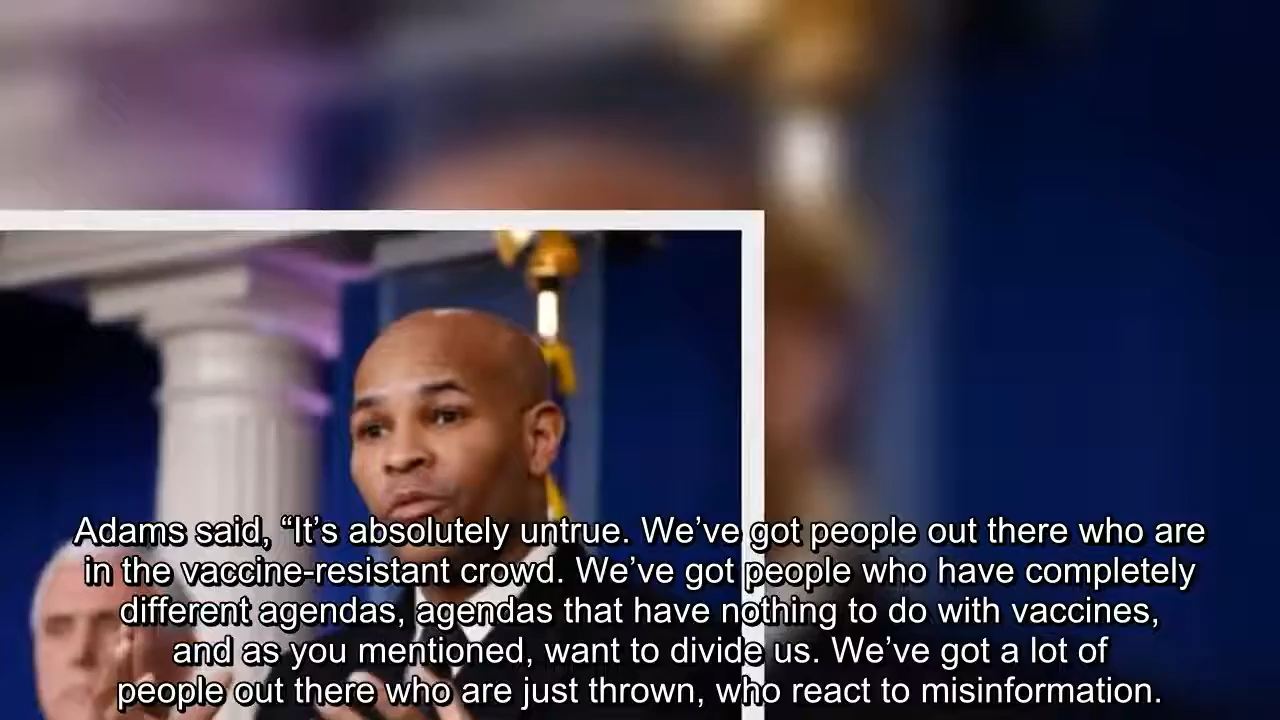 Adams said, “It’s absolutely untrue. We’ve got people out there who are
in the vaccine-resistant crowd. We’ve got people who have completely
different agendas, agendas that have nothing to do with vaccines,
and as you mentioned, want to divide us. We’ve got a lot of
people out there who are just thrown, who react to misinformation.